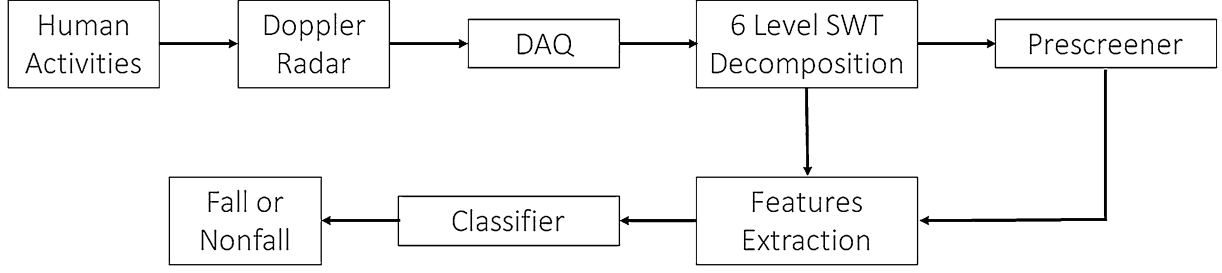 Human
Activities
Doppler
Radar
DAQ
6 Level SWT
Decomposition
Prescreener
Fall or
Nonfall
Classifier
Features
Extraction